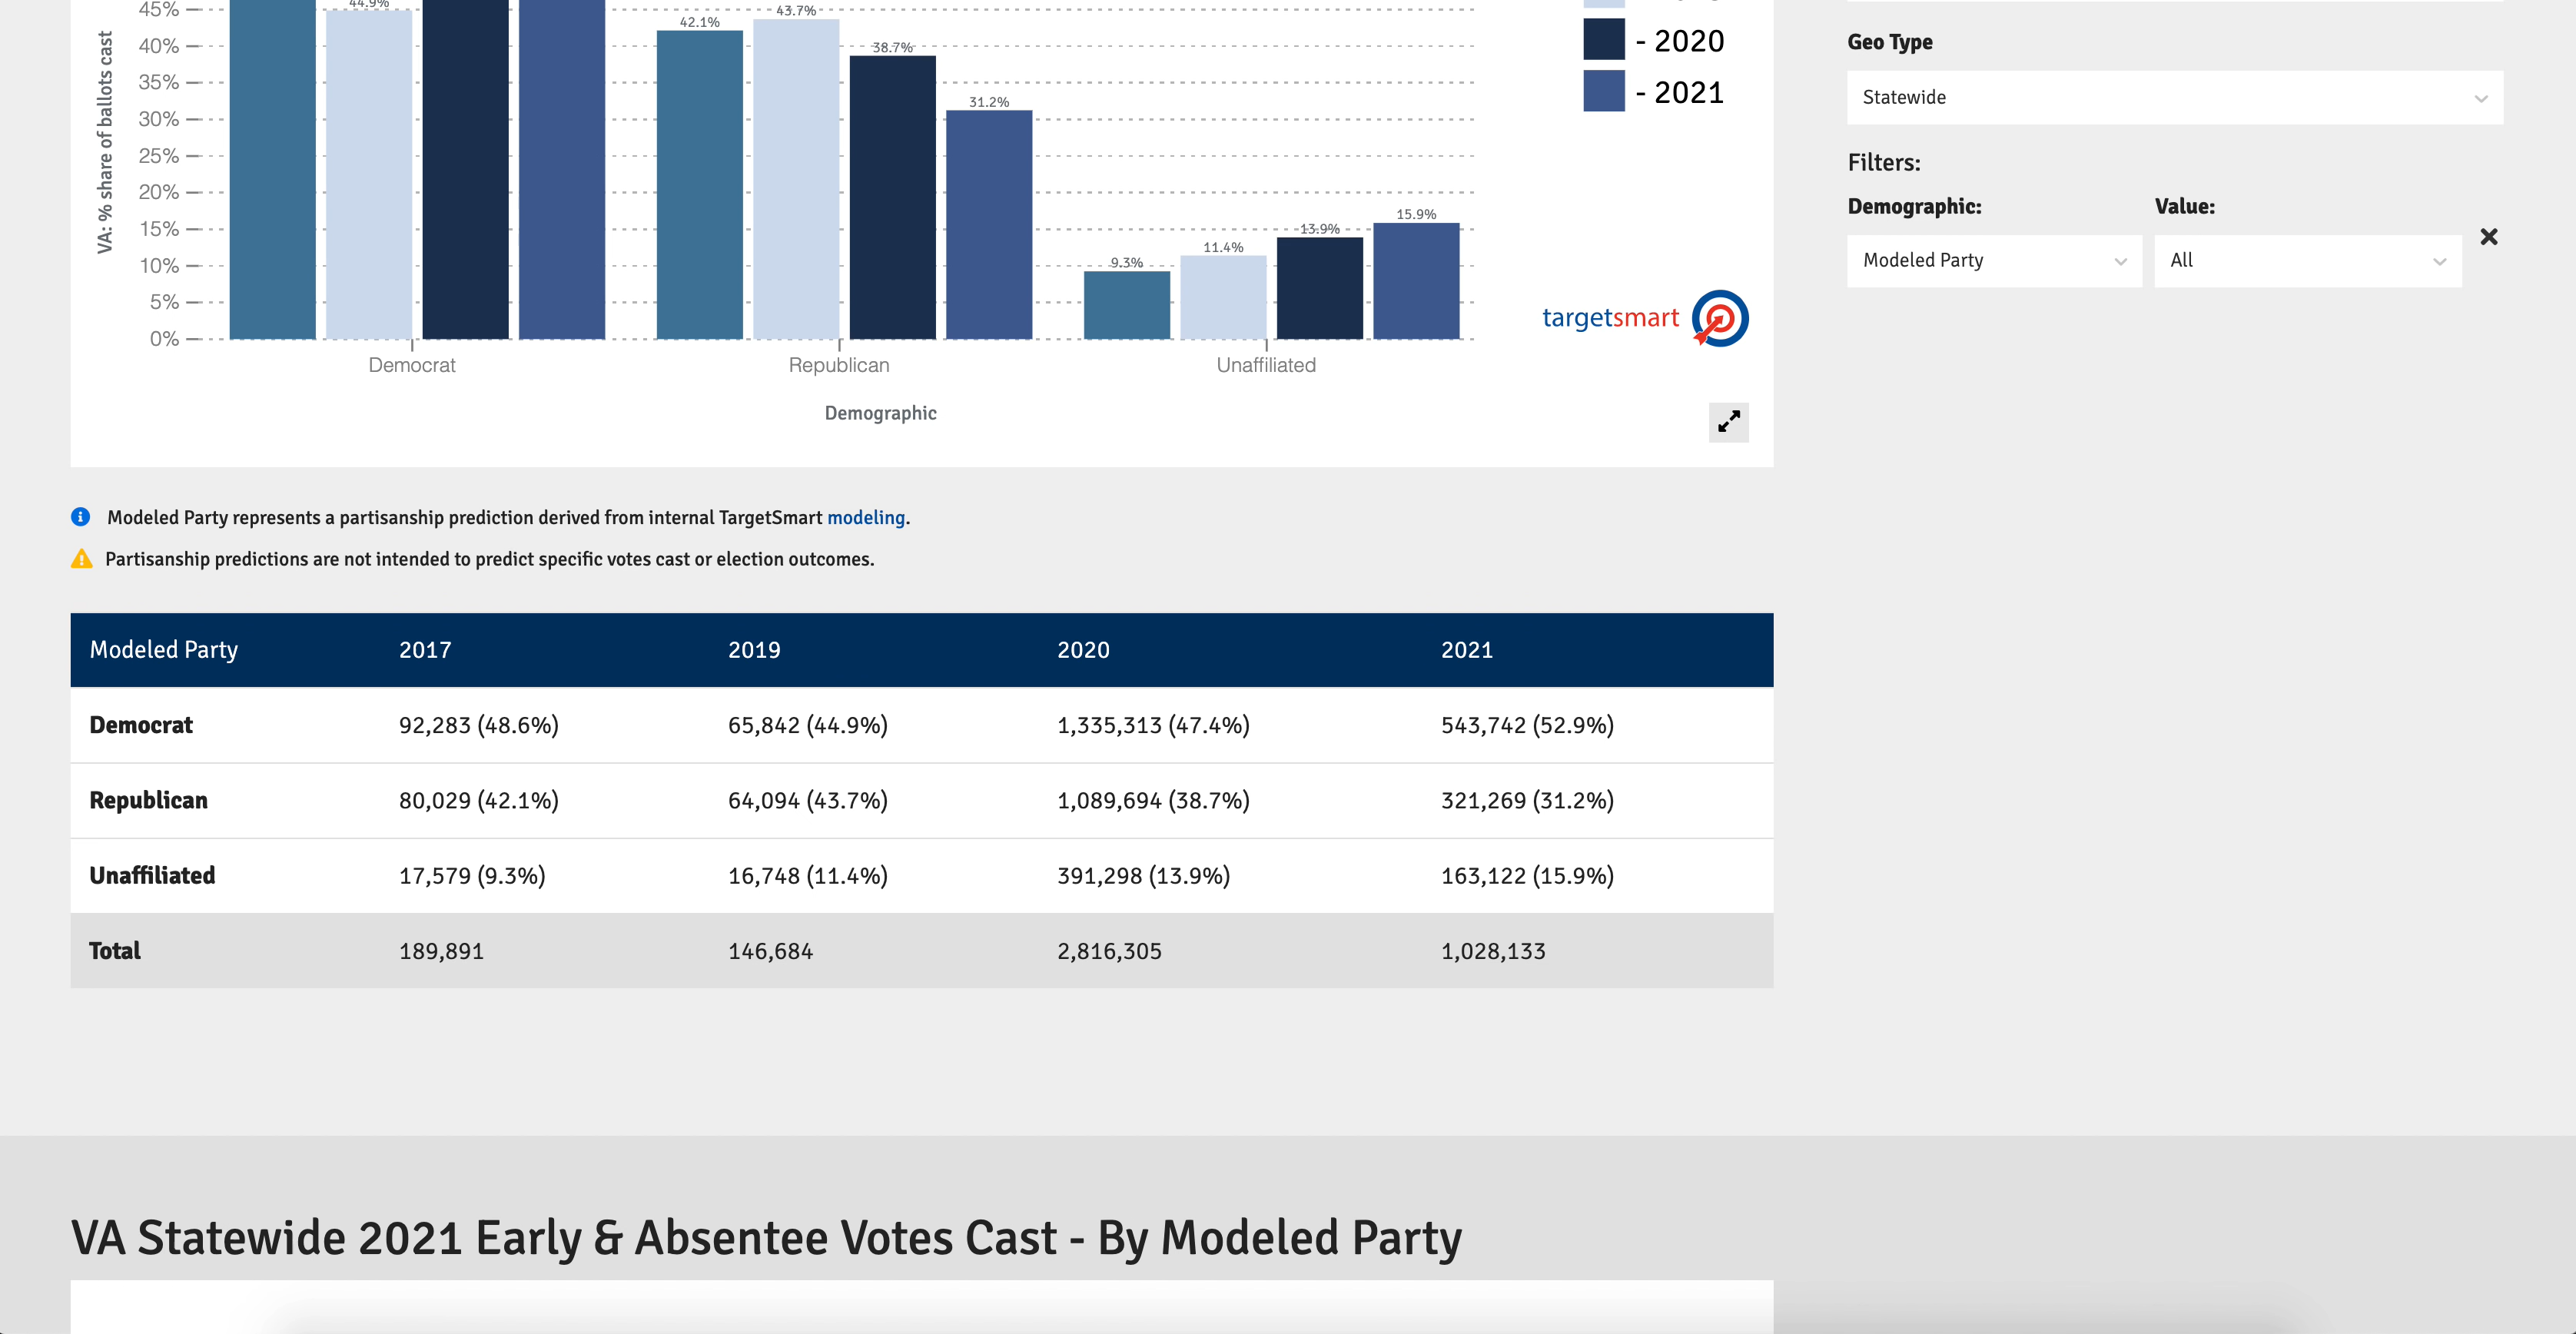 45%
40%
35%
30%
25%
20%
15%
10%
5%
0%
VA: % share of ballots cast
44.9%
42.1%
43.7%
38.7%
31.2%
9.3%
11.4%
13.9%
15.9%
Democrat
Republican
Unaffiliated
Demographic
- 2020
- 2021
targetsmart
Geo Type
Statewide
Filters:
Demographic: Value:
Modeled Party All
Modeled Party represents a partisanship prediction derived from internal TargetSmart modeling.
Partisanship predictions are not intended to predict specific votes cast or election outcomes.
Modeled Party 2017 2019 2020 2021
Democrat 92,283 (48.6%) 65,842 (44.9%) 1,335,313 (47.4%) 543,742 (52.9%)
Republican 80,029 (42.1%) 64,094 (43.7%) 1,089,694 (38.7%) 321,269 (31.2%)
Unaffiliated 17,579 (9.3%) 16,748 (11.4%) 391,298 (13.9%) 163,122 (15.9%)
Total 189,891 146,684 2,816,305 1,028,133
VA Statewide 2021 Early & Absentee Votes Cast - By Modeled Party